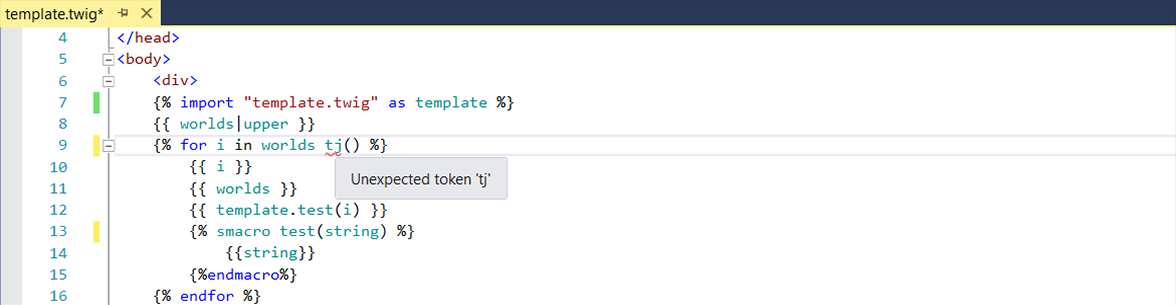 template.twig*
4 </head>
5 <body>
6 <div>
7 {% import "template.twig" as template %}
8 {{ worlds|upper }}
9 {% for i in worlds tj() %}
10 {{ i }}
Unexpected token 'tj'
11 {{ worlds }}
12 {{ template.test(i) }}
13 {% smacro test(string) %}
14 {{string}}
15 {%endmacro%}
16 {% endfor %}